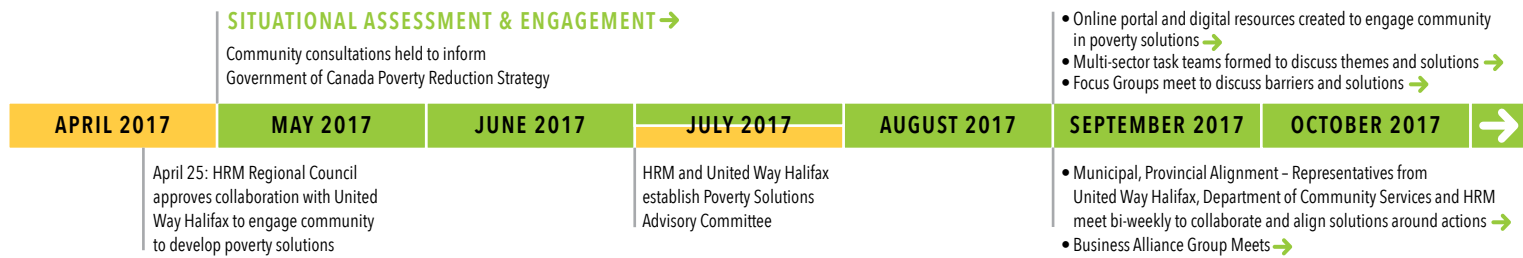 SITUATIONAL ASSESSMENT & ENGAGEMENT →
Community consultations held to inform
Government of Canada Poverty Reduction Strategy
• Online portal and digital resources created to engage community
in poverty solutions →
• Multi-sector task teams formed to discuss themes and solutions →
• Focus Groups meet to discuss barriers and solutions →
APRIL 2017
MAY 2017
JUNE 2017
JULY 2017
AUGUST 2017
SEPTEMBER 2017
OCTOBER 2017
April 25: HRM Regional Council
approves collaboration with United
Way Halifax to engage community
to develop poverty solutions
HRM and United Way Halifax
establish Poverty Solutions
Advisory Committee
• Municipal, Provincial Alignment – Representatives from
United Way Halifax, Department of Community Services and HRM
meet bi-weekly to collaborate and align solutions around actions →
• Business Alliance Group Meets →